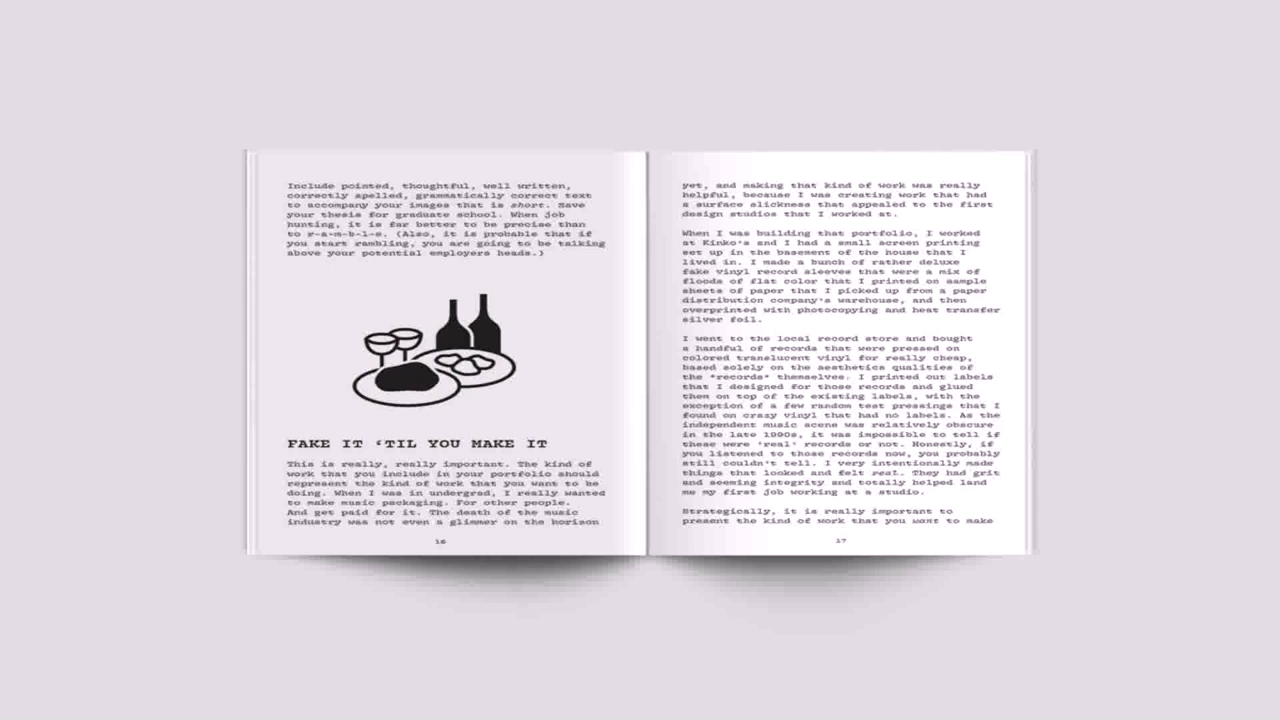 Include pointed, thoughtful, well written,
correctly spelled, grammatically correct text
to accompany your images that is short. Save
your thesis for graduate school. When job
hunting, it is far better to be precise than
to r-a-m-b-l-e. (Also, it is probable that if
you start rambling, you are going to be talking
above your potential employers heads.)
FAKE IT ‘TIL YOU MAKE IT
This is really, really important. The kind of
work that you include in your portfolio should
represent the kind of work that you want to be
doing. When I was in undergrad, I really wanted
to make music packaging. For other people.
And get paid for it. The death of the music
industry was not even a glimmer on the horizon
16
yet, and making that kind of work was really
helpful, because I was creating work that had
a surface slickness that appealed to the first
design studios that I worked at.
When I was building that portfolio, I worked
at Kinko's and I had a small screen printing
set up in the basement of the house that I
lived in. I made a bunch of rather deluxe
fake vinyl record sleeves that were a mix of
floods of flat color that I printed on sample
sheets of paper that I picked up from a paper
distribution company's warehouse, and then
overprinted with photocopying and heat transfer
silver foil.
I went to the local record store and bought
a handful of records that were pressed on
colored translucent vinyl for really cheap,
based solely on the aesthetics qualities of
the *records* themselves. I printed out labels
that I designed for those records and glued
them on top of the existing labels, with the
exception of a few random test pressings that I
found on crazy vinyl that had no labels. As the
independent music scene was relatively obscure
in the late 1990s, it was impossible to tell if
these were 'real' records or not. Honestly, if
you listened to those records now, you probably
still couldn't tell. I very intentionally made
things that looked and felt real. They had grit
and seeming integrity and totally helped land
me my first job working at a studio.
Strategically, it is really important to
present the kind of work that you want to make
17